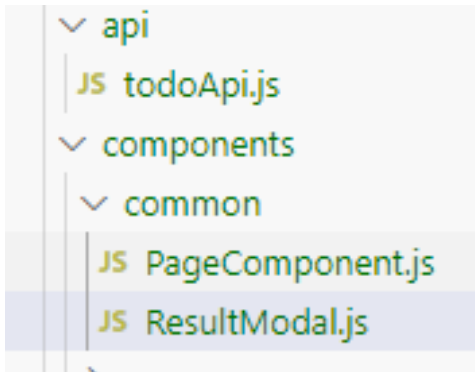 api
JS todoApi.js
components
common
JS PageComponent.js
JS ResultModal.js